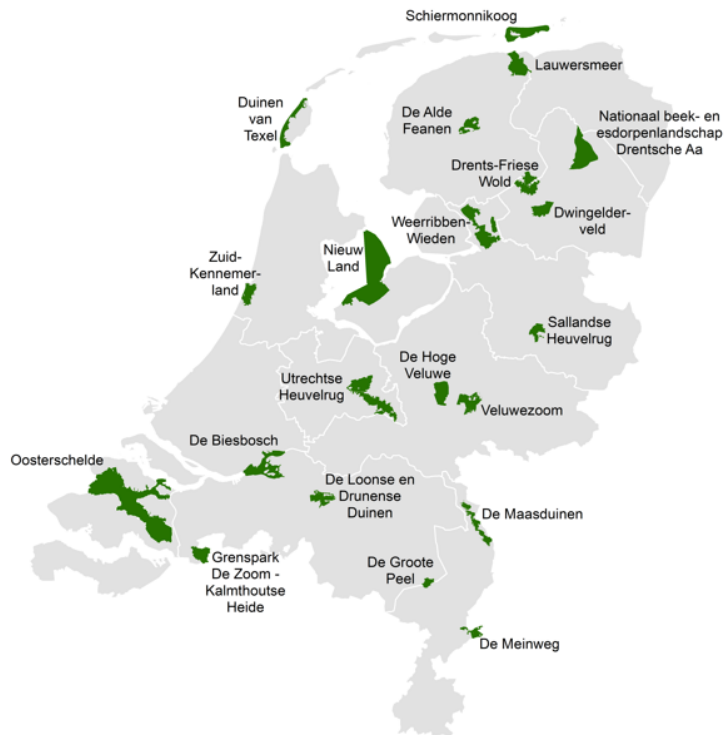 Schiermonnikoog
Lauwersmeer
Duinen
van
Texel
De Alde
Feanen
Nationaal beek- en
esdorpenlandschap
Drentsche Aa
Drents-Friese
Wold
Dwingelder-
veld
Weerribben-
Wieden
Nieuw
Land
Zuid-
Kennemer-
land
Sallandse
Heuvelrug
De Hoge
Veluwe
Utrechtse
Heuvelrug
Veluwezoom
De Biesbosch
Oosterschelde
De Loonse en
Drunense
Duinen
De Maasduinen
Grenspark
De Zoom -
Kalmthoutse
Heide
De Groote
Peel
De Meinweg